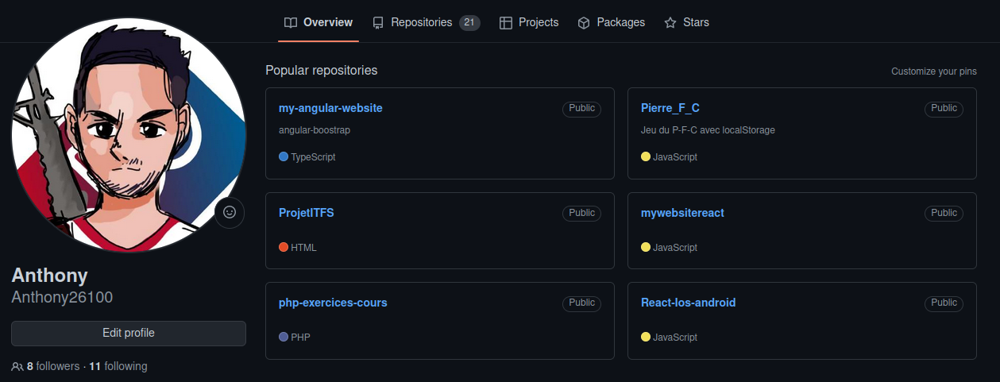 Overview Repositories 21 Projects Packages Stars
Popular repositories Customize your pins
my-angular-website Public
angular-boostrap
TypeScript
Pierre_F_C Public
Jeu du P-F-C avec localStorage
JavaScript
ProjetITFS Public
HTML
mywebsitereact Public
JavaScript
php-exercices-cours Public
PHP
React-Ios-android Public
JavaScript
Anthony
Anthony26100
Edit profile
8 followers · 11 following